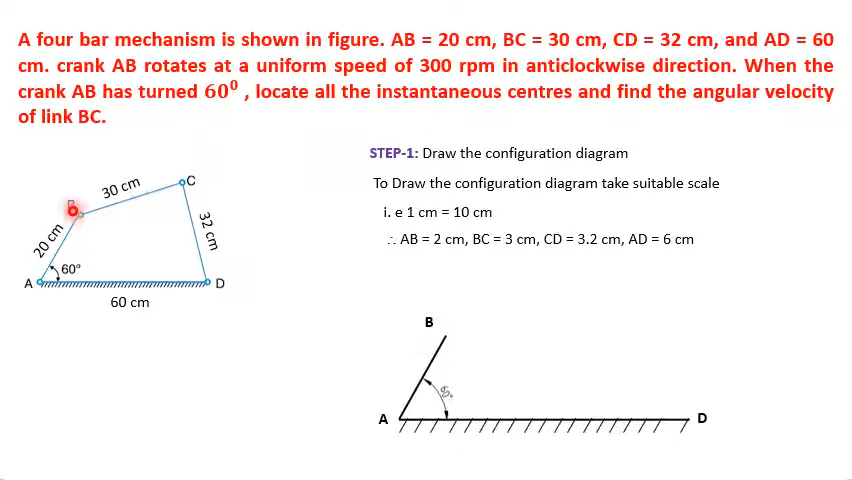 A four bar mechanism is shown in figure. AB = 20 cm, BC = 30 cm, CD = 32 cm, and AD = 60
cm. crank AB rotates at a uniform speed of 300 rpm in anticlockwise direction. When the
crank AB has turned 60⁰ , locate all the instantaneous centres and find the angular velocity
of link BC.
STEP-1: Draw the configuration diagram
To Draw the configuration diagram take suitable scale
i. e 1 cm = 10 cm
∴ AB = 2 cm, BC = 3 cm, CD = 3.2 cm, AD = 6 cm
30 cm
C
B
20 cm
32 cm
60°
A
D
60 cm
B
60°
A
D